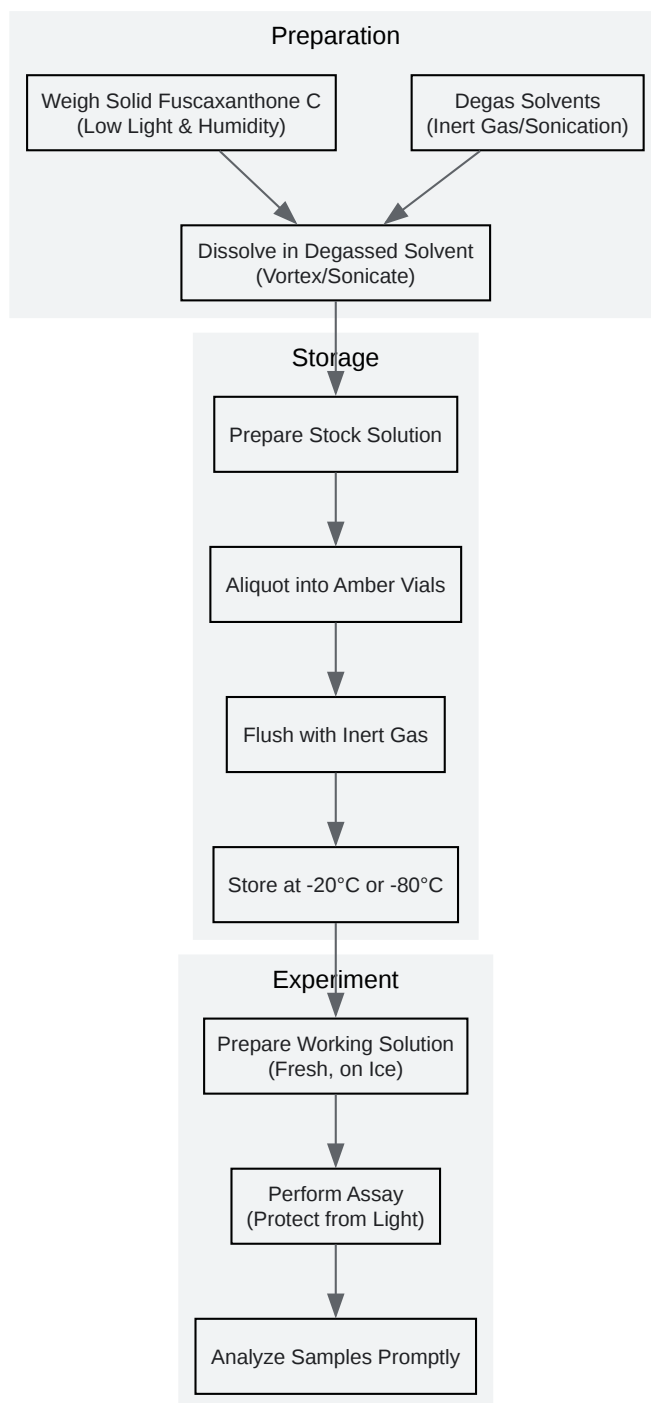 Preparation
Weigh Solid Fuscaxanthone C
(Low Light & Humidity)
Degas Solvents
(Inert Gas/Sonication)
Dissolve in Degassed Solvent
(Vortex/Sonicate)
Storage
Prepare Stock Solution
Aliquot into Amber Vials
Flush with Inert Gas
Store at -20°C or -80°C
Experiment
Prepare Working Solution
(Fresh, on Ice)
Perform Assay
(Protect from Light)
Analyze Samples Promptly